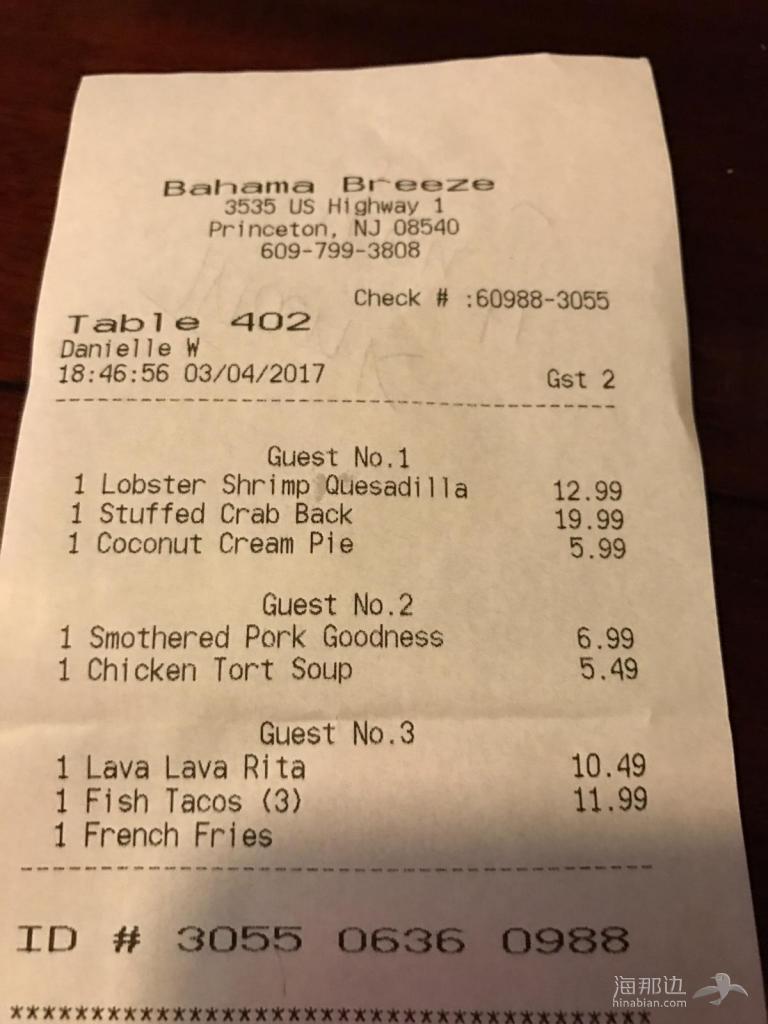 Bahama Breeze
3535 US Highway 1
Princeton, NJ 08540
609-799-3808
Check # :60988-3055
Table 402
Danielle W
18:46:56 03/04/2017 Gst 2
Guest No.1
1 Lobster Shrimp Quesadilla 12.99
1 Stuffed Crab Back 19.99
1 Coconut Cream Pie 5.99
Guest No.2
1 Smothered Pork Goodness 6.99
1 Chicken Tort Soup 5.49
Guest No.3
1 Lava Lava Rita 10.49
1 Fish Tacos (3) 11.99
1 French Fries
ID # 3055 0636 0988
****************************************
海那边
hinabian.com